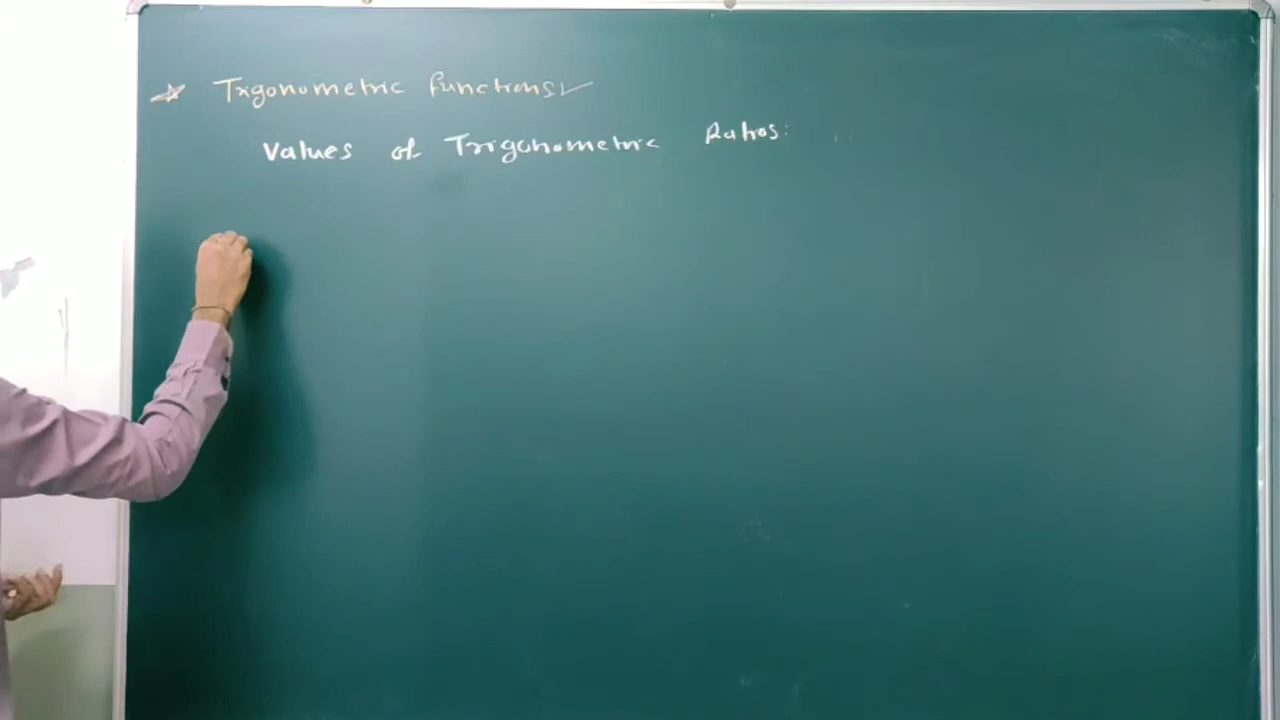 ☆ Trigonometric functions ✓
Values of Trigonometric Ratios: